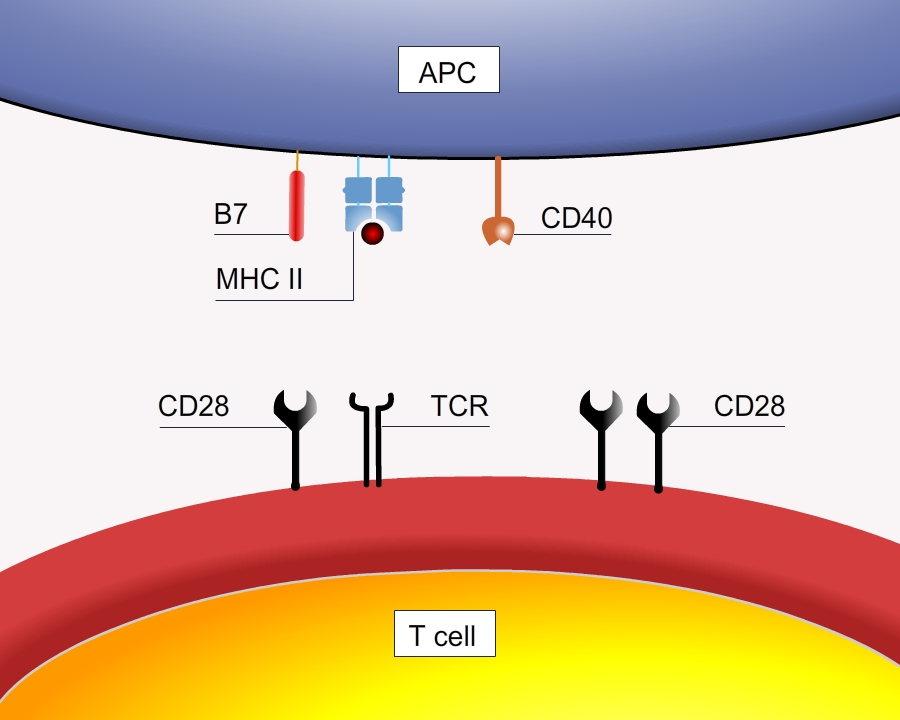 APC
B7
CD40
MHC II
CD28
TCR
CD28
T cell